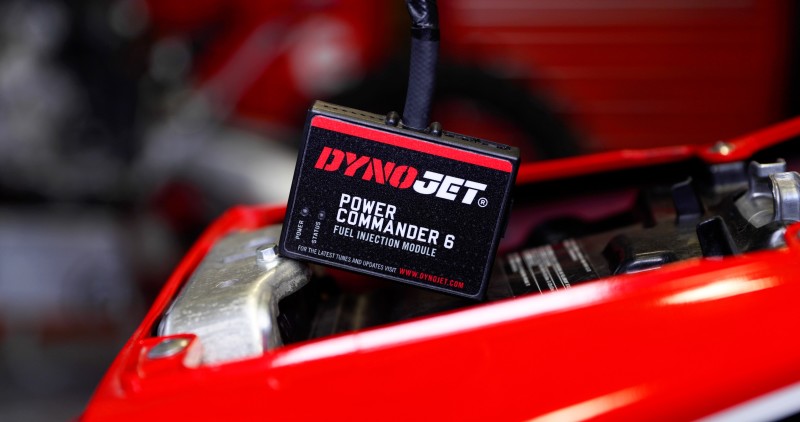 DYNOJET®
POWER
COMMANDER 6
FUEL INJECTION MODULE
POWER
STATUS
FOR THE LATEST TUNES AND UPDATES VISIT WWW.DYNOJET.COM